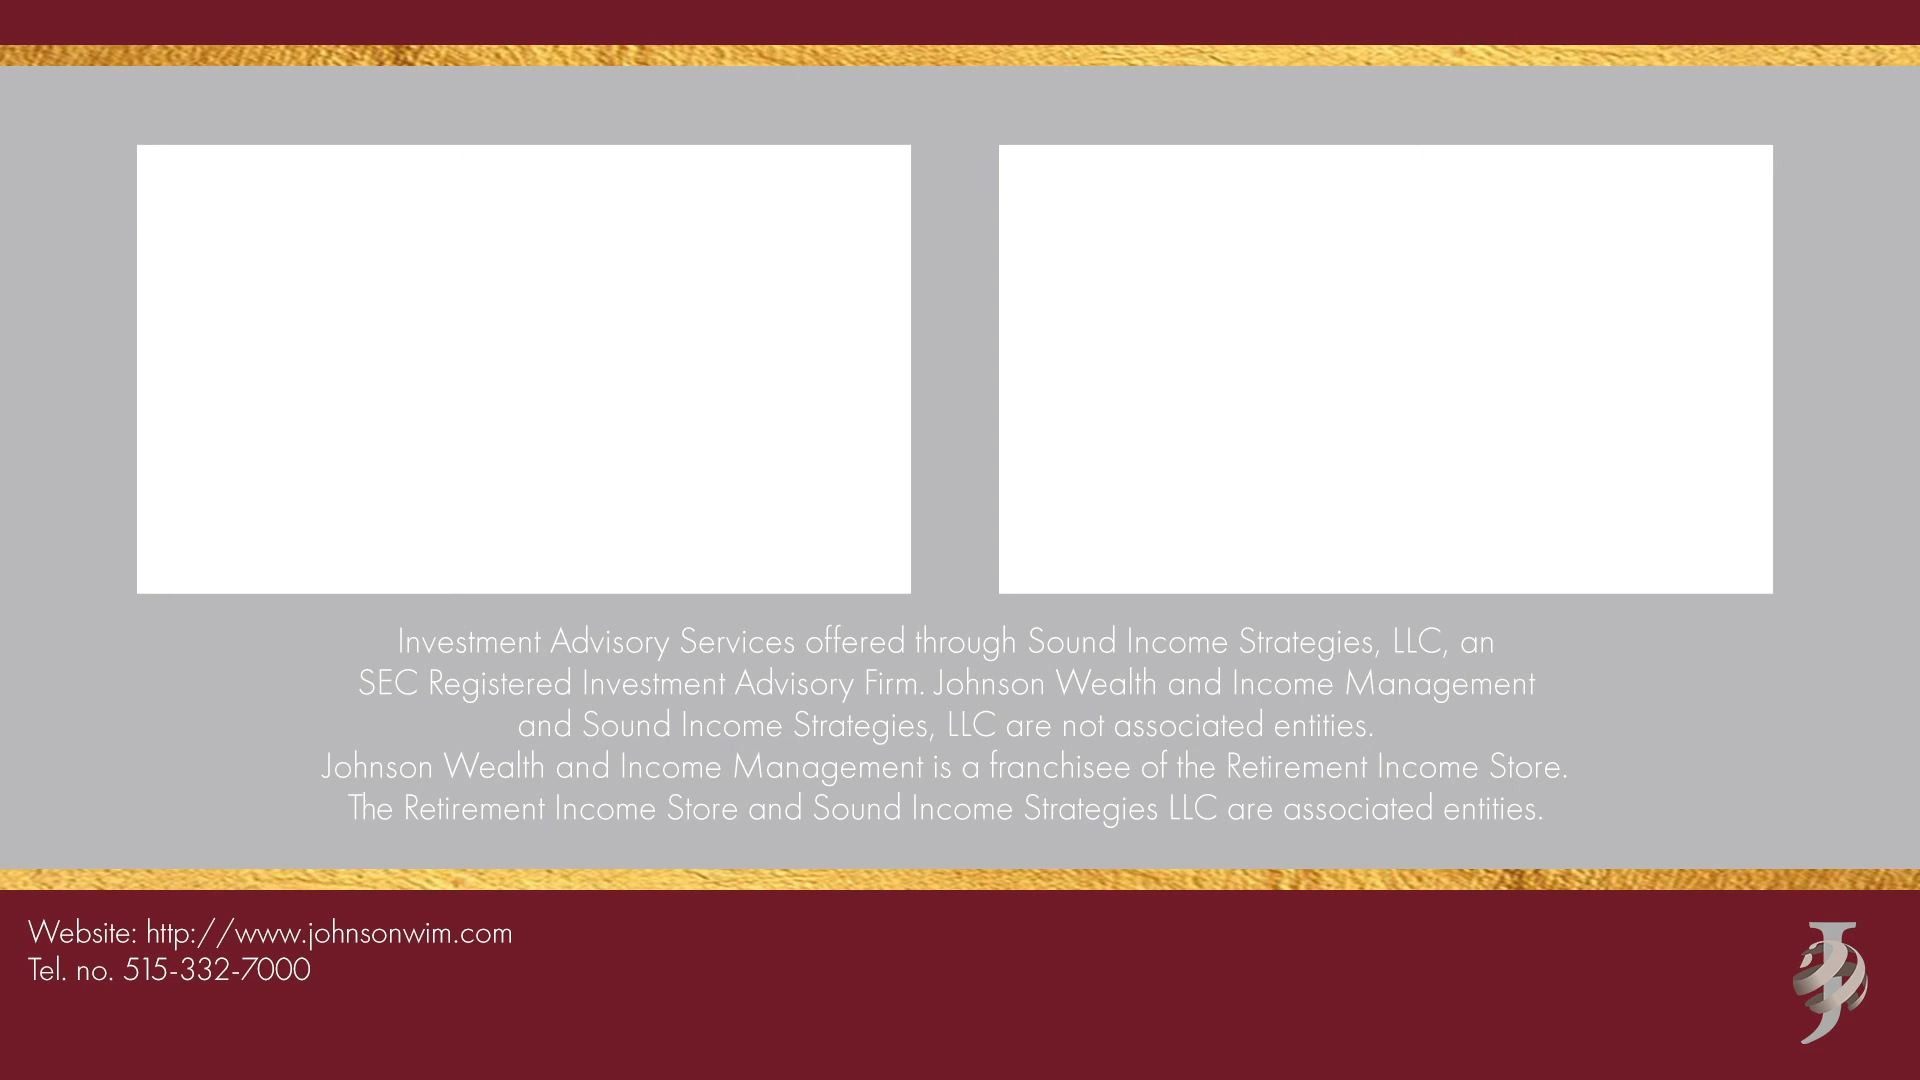 Investment Advisory Services offered through Sound Income Strategies, LLC, an
SEC Registered Investment Advisory Firm. Johnson Wealth and Income Management
and Sound Income Strategies, LLC are not associated entities.
Johnson Wealth and Income Management is a franchisee of the Retirement Income Store.
The Retirement Income Store and Sound Income Strategies LLC are associated entities.
Website: http://www.johnsonwim.com
Tel. no. 515-332-7000
J